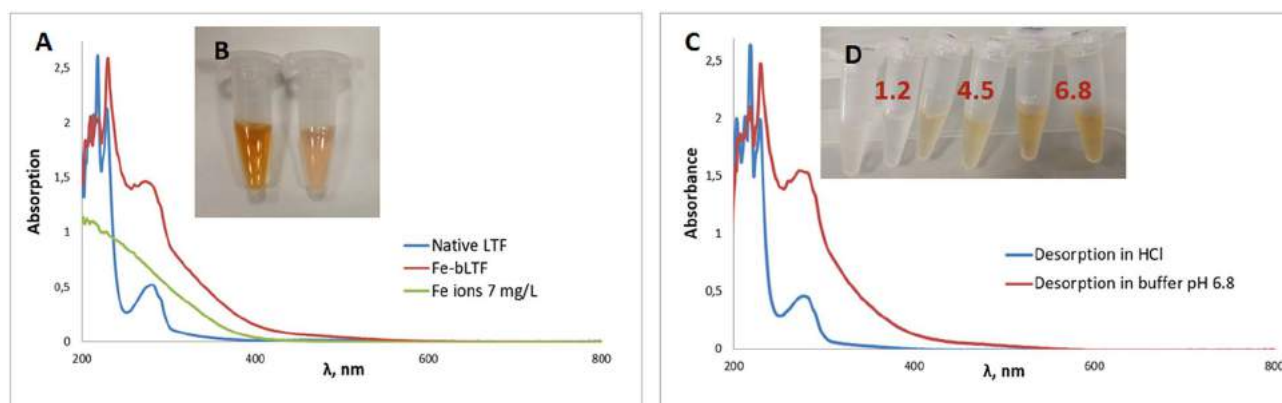 A
B
2,5
2
1,5
1
0,5
0
200
400
600
800
Absorption
λ, nm
Native LTF
Fe-bLTF
Fe ions 7 mg/L
C
D
1.2
4.5
6.8
2,5
2
1,5
1
0,5
0
200
400
600
800
Absorbance
λ, nm
Desorption in HCl
Desorption in buffer pH 6.8